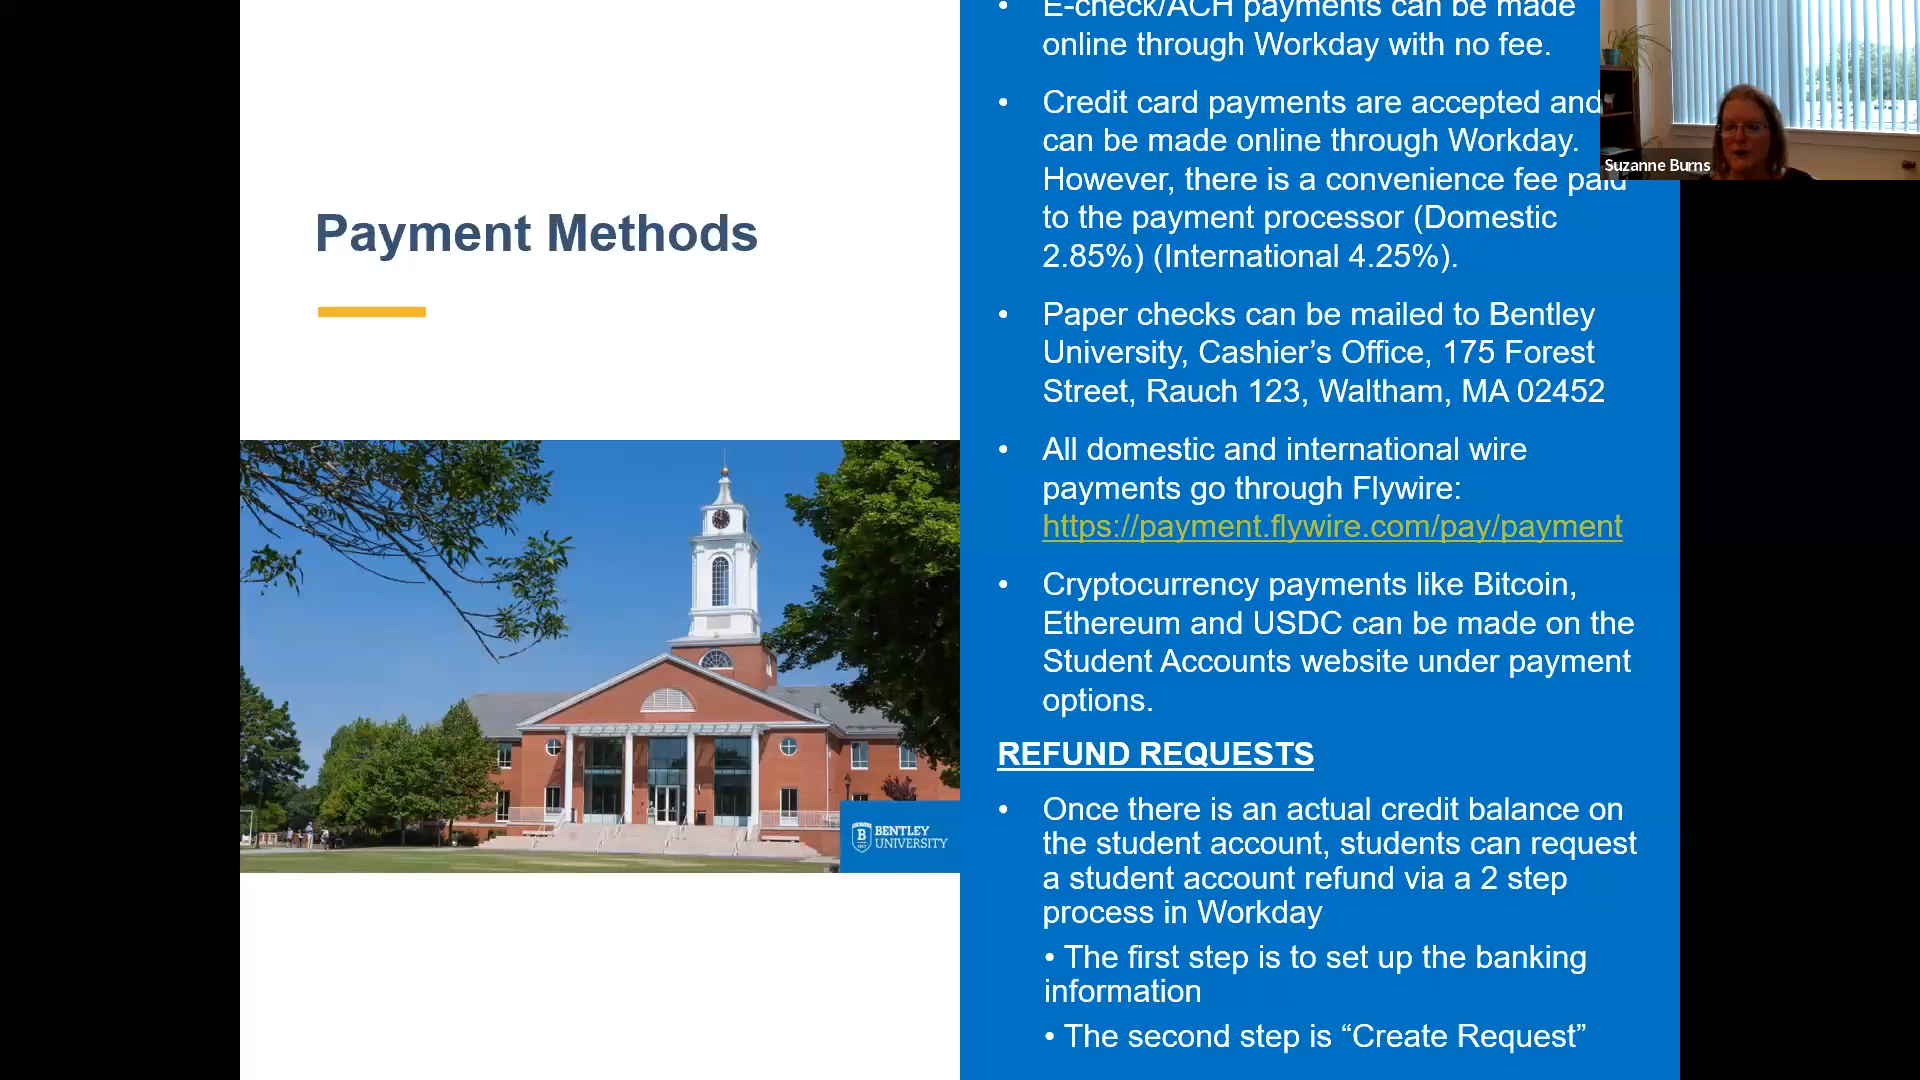 Payment Methods
• E-check/ACH payments can be made
online through Workday with no fee.
• Credit card payments are accepted and
can be made online through Workday.
However, there is a convenience fee paid
to the payment processor (Domestic
2.85%) (International 4.25%).
• Paper checks can be mailed to Bentley
University, Cashier’s Office, 175 Forest
Street, Rauch 123, Waltham, MA 02452
• All domestic and international wire
payments go through Flywire:
https://payment.flywire.com/pay/payment
• Cryptocurrency payments like Bitcoin,
Ethereum and USDC can be made on the
Student Accounts website under payment
options.
REFUND REQUESTS
• Once there is an actual credit balance on
the student account, students can request
a student account refund via a 2 step
process in Workday
• The first step is to set up the banking
information
• The second step is “Create Request”
B BENTLEY
UNIVERSITY
Suzanne Burns